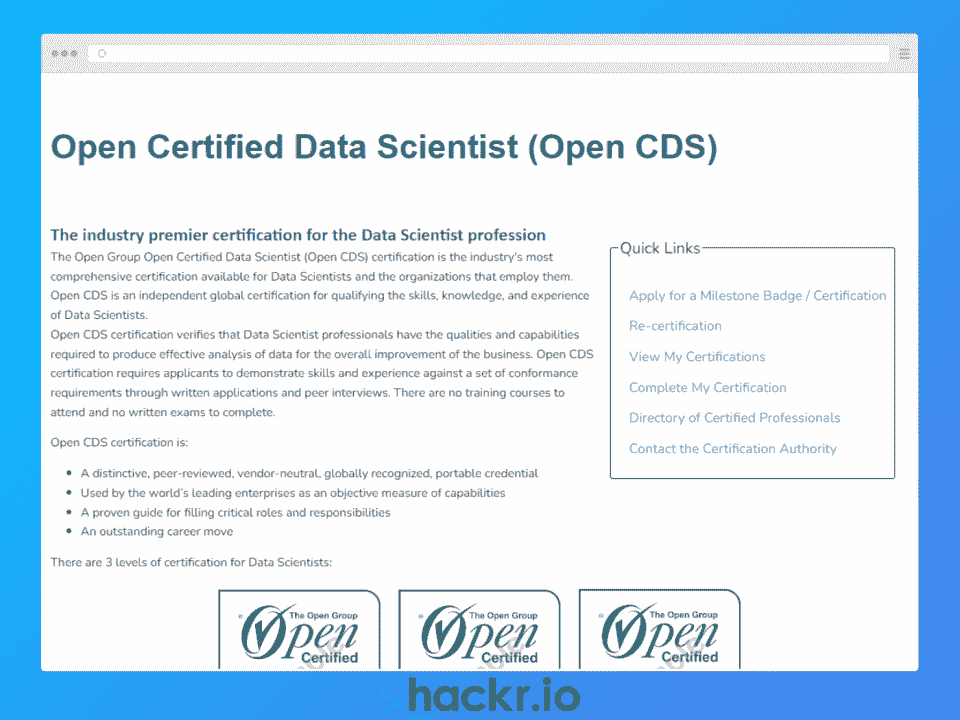 Open Certified Data Scientist (Open CDS)
The industry premier certification for the Data Scientist profession
The Open Group Open Certified Data Scientist (Open CDS) certification is the industry's most
comprehensive certification available for Data Scientists and the organizations that employ them.
Open CDS is an independent global certification for qualifying the skills, knowledge, and experience
of Data Scientists.
Open CDS certification verifies that Data Scientist professionals have the qualities and capabilities
required to produce effective analysis of data for the overall improvement of the business. Open CDS
certification requires applicants to demonstrate skills and experience against a set of conformance
requirements through written applications and peer interviews. There are no training courses to
attend and no written exams to complete.
Open CDS certification is:
A distinctive, peer-reviewed, vendor-neutral, globally recognized, portable credential
Used by the world's leading enterprises as an objective measure of capabilities
A proven guide for filling critical roles and responsibilities
An outstanding career move
There are 3 levels of certification for Data Scientists:
Quick Links
Apply for a Milestone Badge / Certification
Re-certification
View My Certifications
Complete My Certification
Directory of Certified Professionals
Contact the Certification Authority
The Open Group
Open
Certified
The Open Group
Open
Certified
The Open Group
Open
Certified
hackr.io